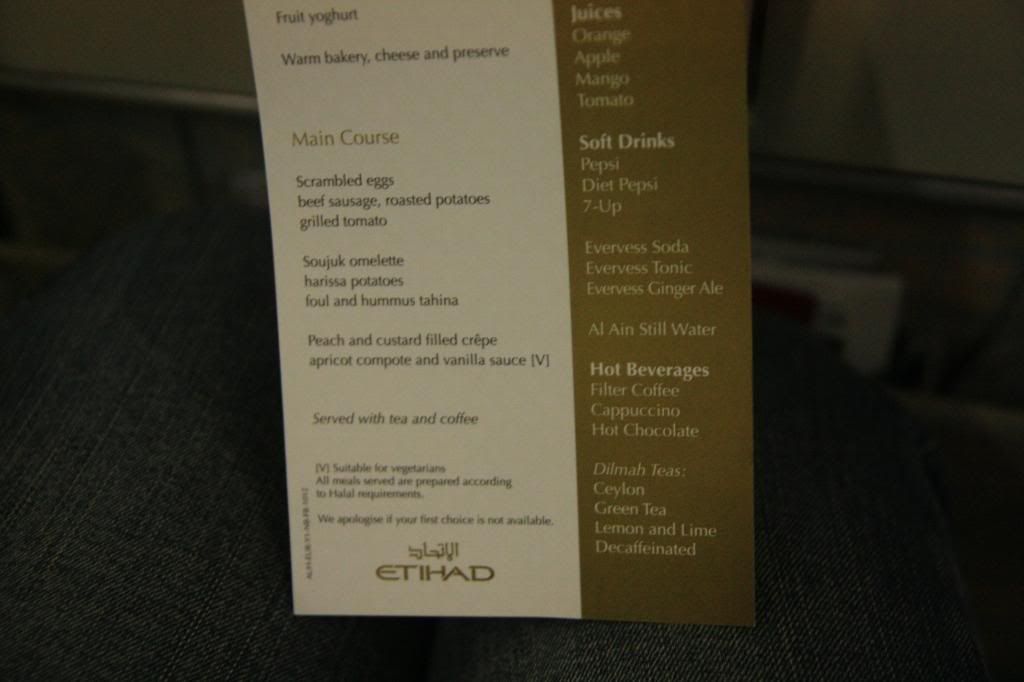 Fruit yoghurt
Warm bakery, cheese and preserve
Main Course
Scrambled eggs
beef sausage, roasted potatoes
grilled tomato
Soujuk omelette
harissa potatoes
foul and hummus tahina
Peach and custard filled crêpe
apricot compote and vanilla sauce [V]
Served with tea and coffee
[V] Suitable for vegetarians
All meals served are prepared according
to Halal requirements.
We apologise if your first choice is not available.
الإتحاد
ETIHAD
Juices
Orange
Apple
Mango
Tomato
Soft Drinks
Pepsi
Diet Pepsi
7-Up
Evervess Soda
Evervess Tonic
Evervess Ginger Ale
Al Ain Still Water
Hot Beverages
Filter Coffee
Cappuccino
Hot Chocolate
Dilmah Teas:
Ceylon
Green Tea
Lemon and Lime
Decaffeinated